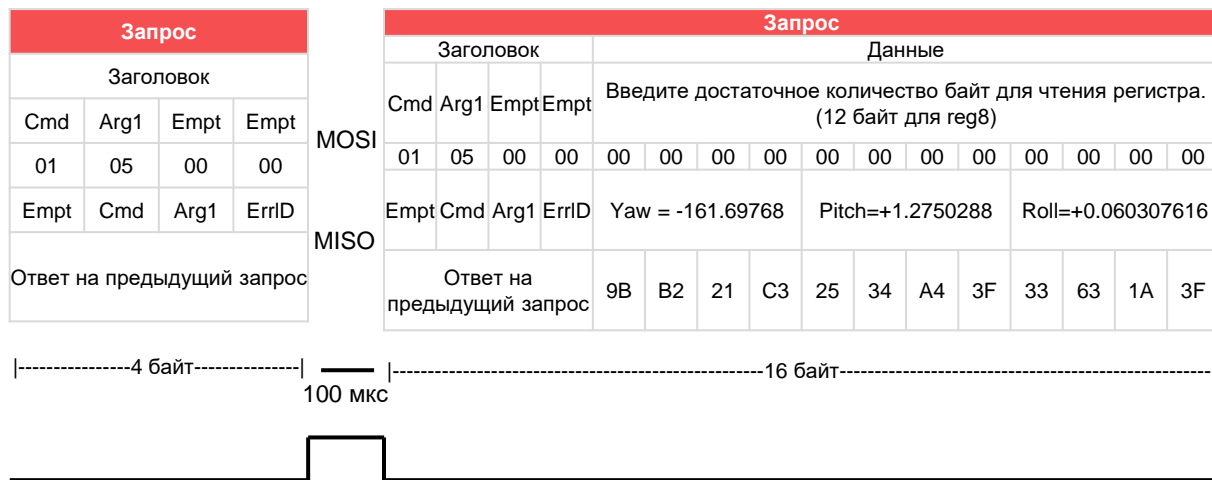 Запрос
Заголовок
Cmd Arg1 Empt Empt
01 05 00 00
Empt Cmd Arg1 ErrID
Ответ на предыдущий запрос
MOSI
MISO
Запрос
Заголовок Данные
Cmd Arg1 Empt Empt
Введите достаточное количество байт для чтения регистра.
(12 байт для reg8)
01 05 00 00 00 00 00 00 00 00 00 00 00 00 00 00
Empt Cmd Arg1 ErrID Yaw = -161.69768 Pitch=+1.2750288 Roll=+0.060307616
Ответ на
предыдущий запрос
9B B2 21 C3 25 34 A4 3F 33 63 1A 3F
|----------------4 байт---------------|
100 мкс
|---------------------------------------------------16 байт---------------------------------------------------